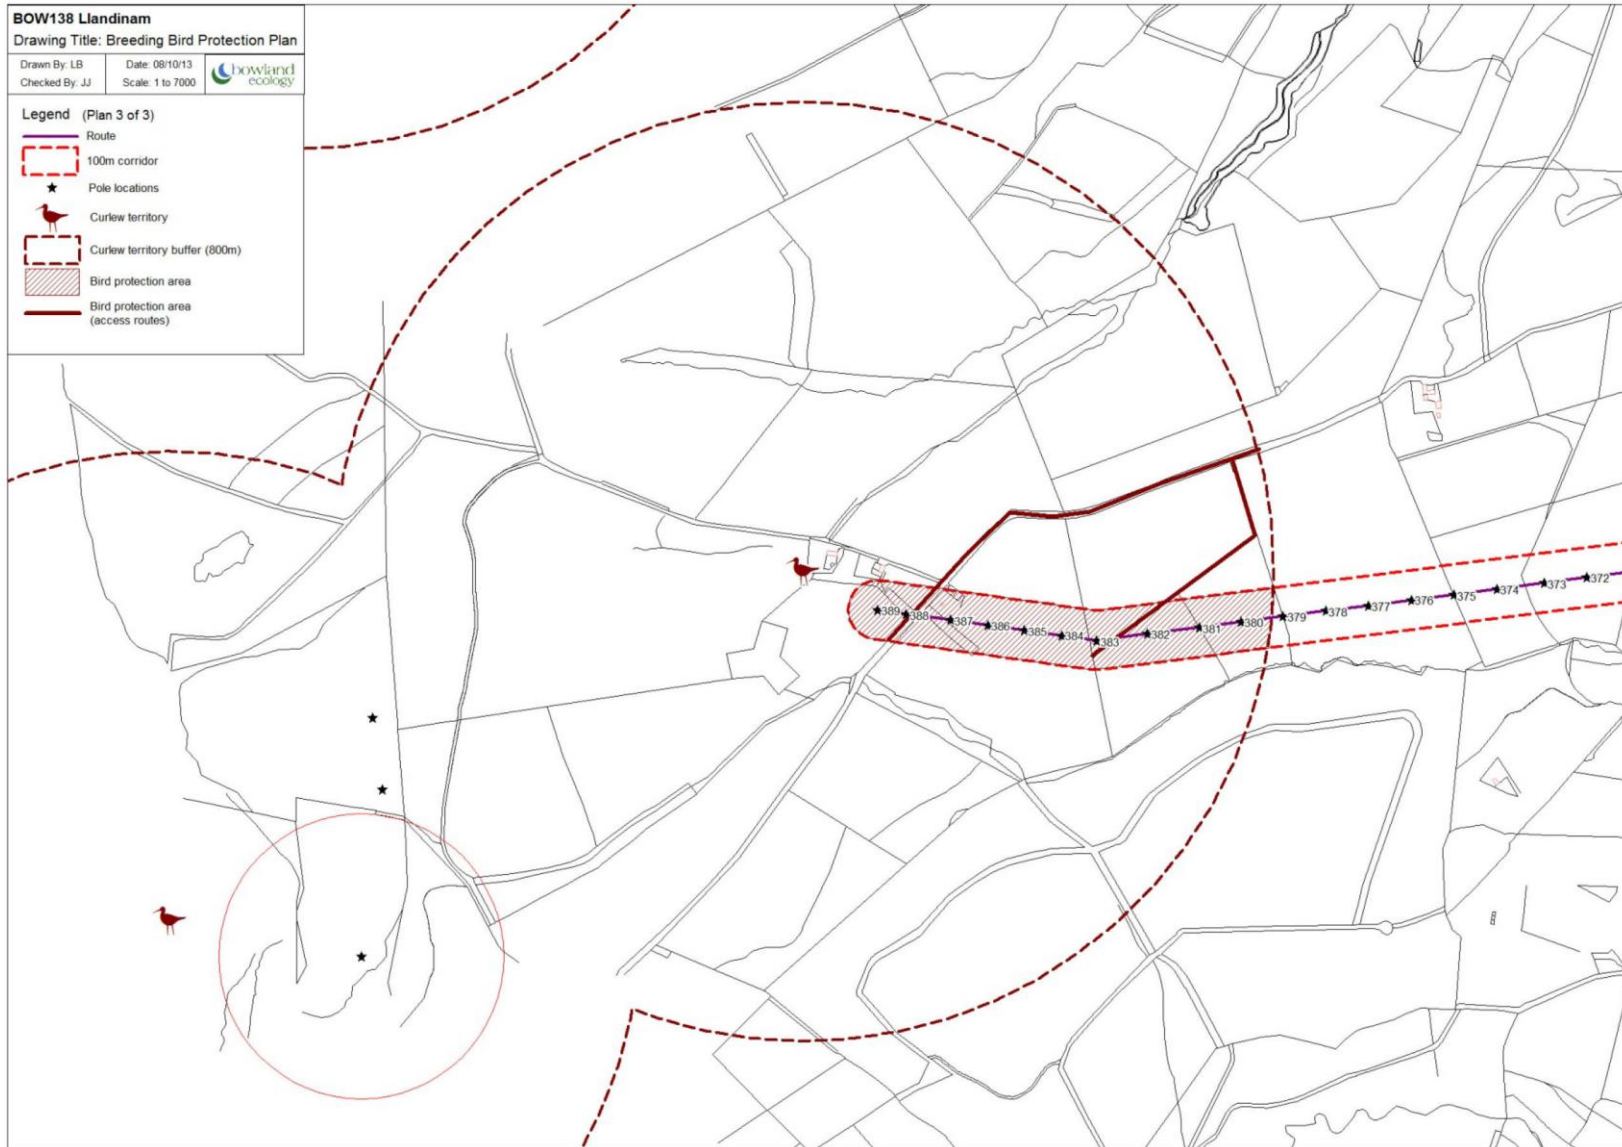 BOW138 Llandinam
Drawing Title: Breeding Bird Protection Plan
Drawn By: LB
Checked By: JJ
Date: 08/10/13
Scale: 1 to 7000
bowland
ecology
Legend (Plan 3 of 3)
Route
100m corridor
Pole locations
Curlew territory
Curlew territory buffer (800m)
Bird protection area
Bird protection area
(access routes)
389
388
387
386
385
384
383
382
381
380
379
378
377
376
375
374
373
372